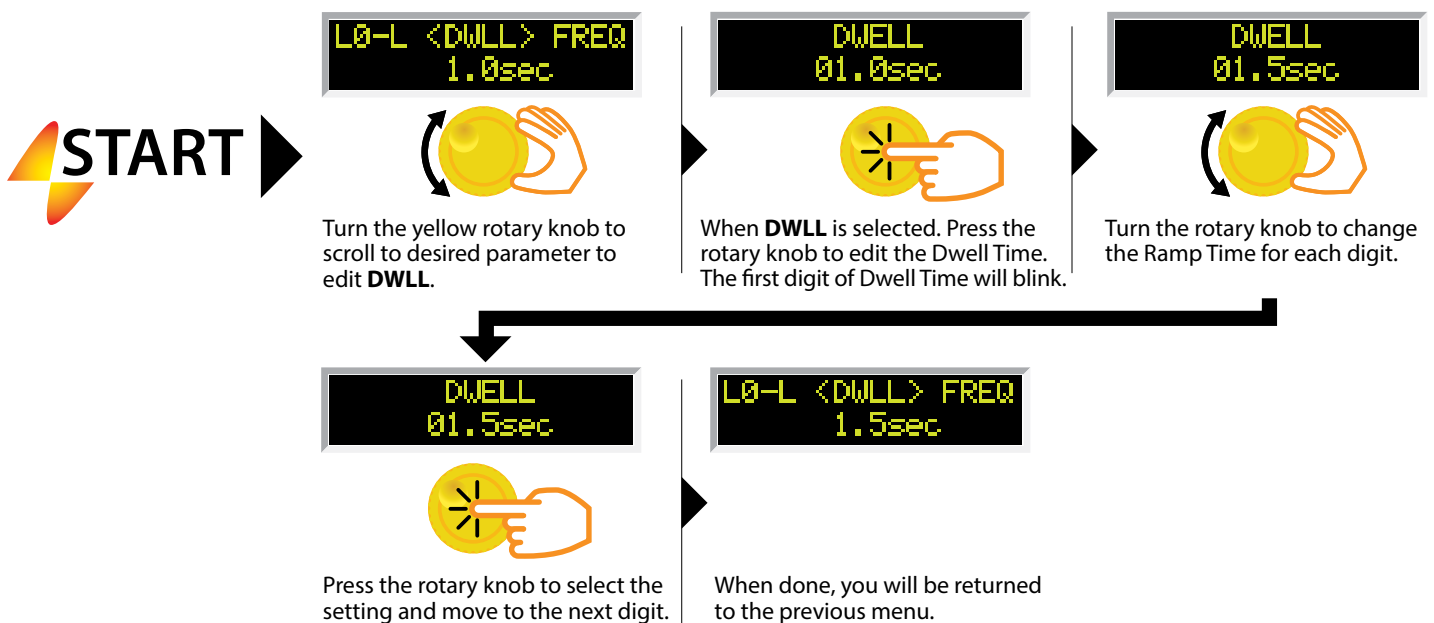 START
L0-L <DWLL> FREQ
1.0sec
Turn the yellow rotary knob to
scroll to desired parameter to
edit DWLL.
DWELL
01.0sec
When DWLL is selected. Press the
rotary knob to edit the Dwell Time.
The first digit of Dwell Time will blink.
DWELL
01.5sec
Turn the rotary knob to change
the Ramp Time for each digit.
DWELL
01.5sec
Press the rotary knob to select the
setting and move to the next digit.
L0-L <DWLL> FREQ
1.5sec
When done, you will be returned
to the previous menu.